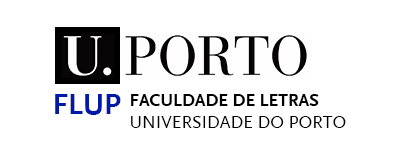 U. PORTO
FLUP FACULDADE DE LETRAS
UNIVERSIDADE DO PORTO